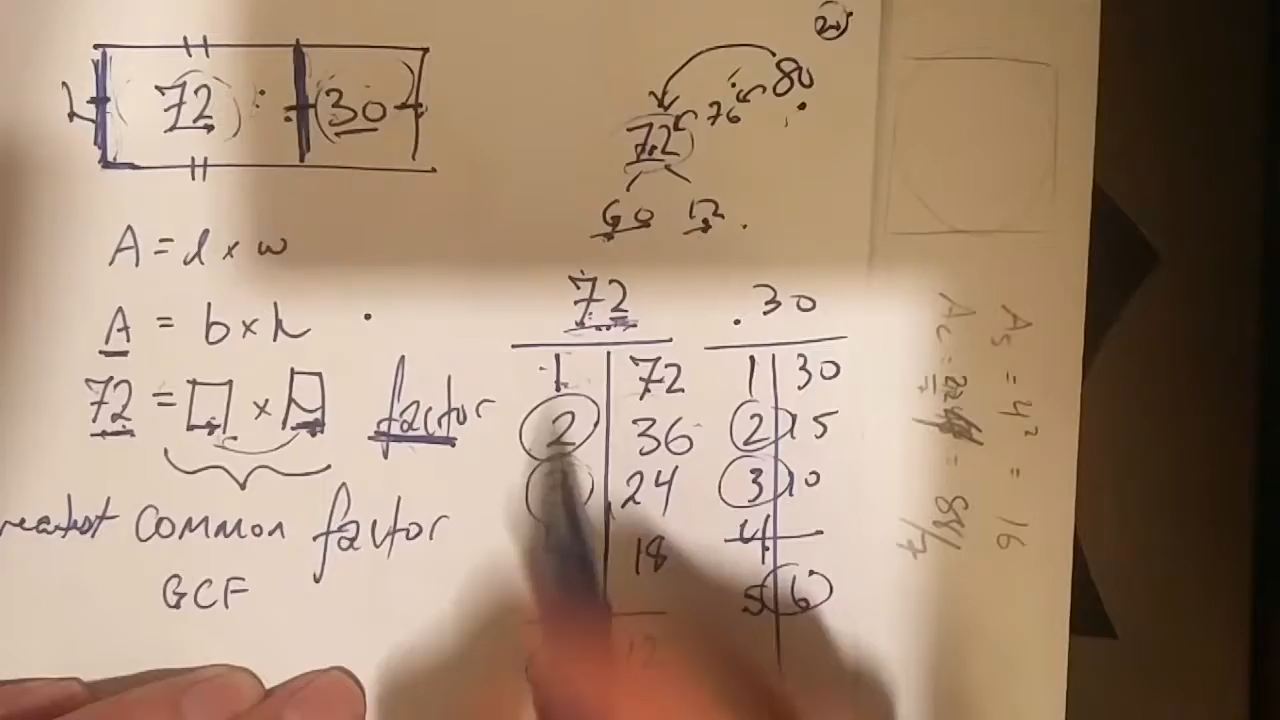 h 72 30
80
76
72
60 12
A = l x w
A = b x h
72 = □ x □ factor
Common factor
GCF
72
1 72
2 36
24
18
12
30
1 30
2 15
3 10
4
5 6
As = 4² = 16